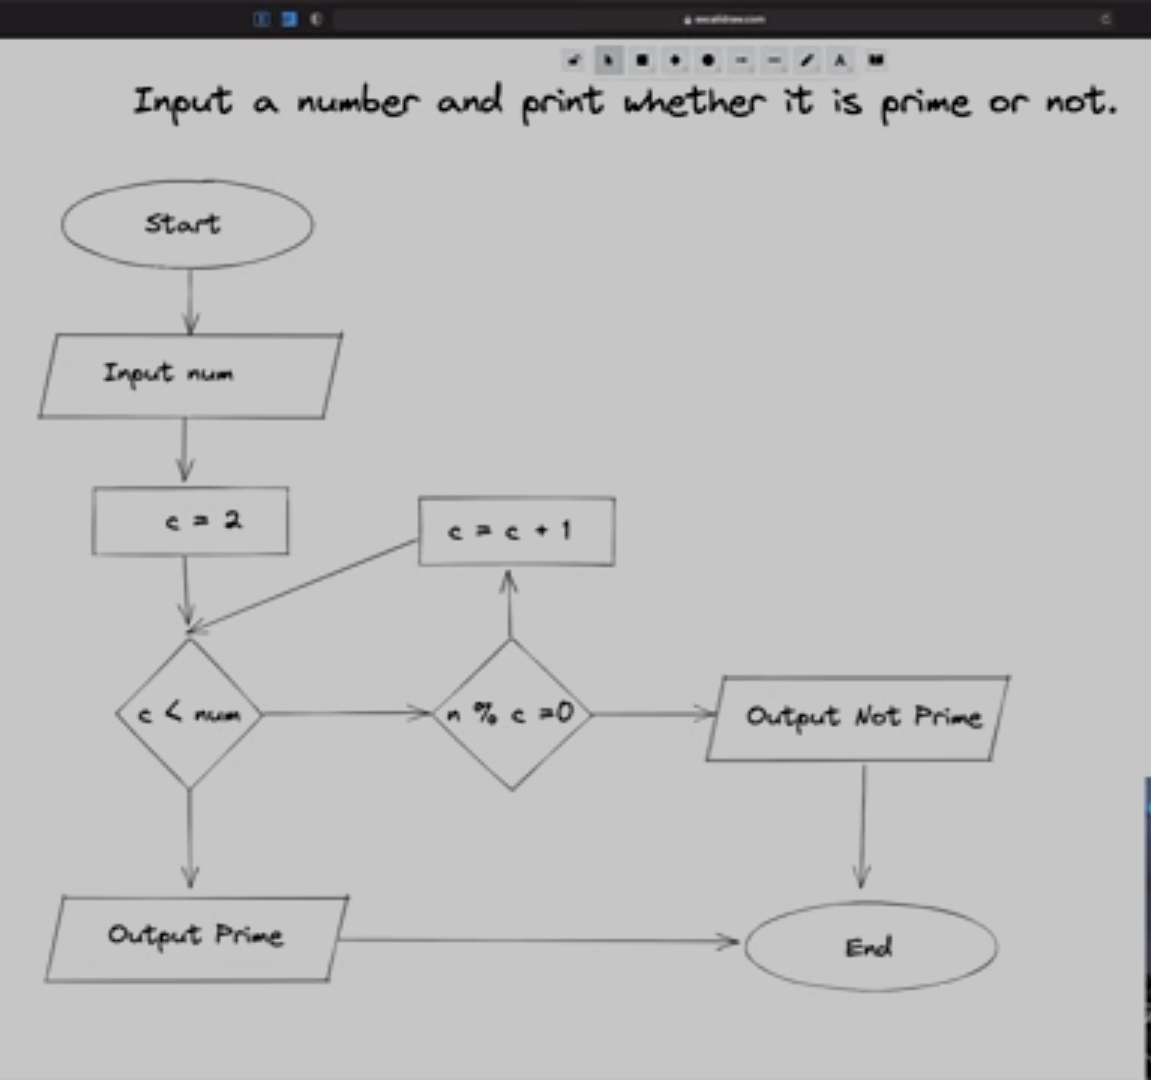 excalidraw.com
A
Input a number and print whether it is prime or not.
Start
Input num
c = 2
c = c + 1
c < num
n % c =0
Output Not Prime
Output Prime
End